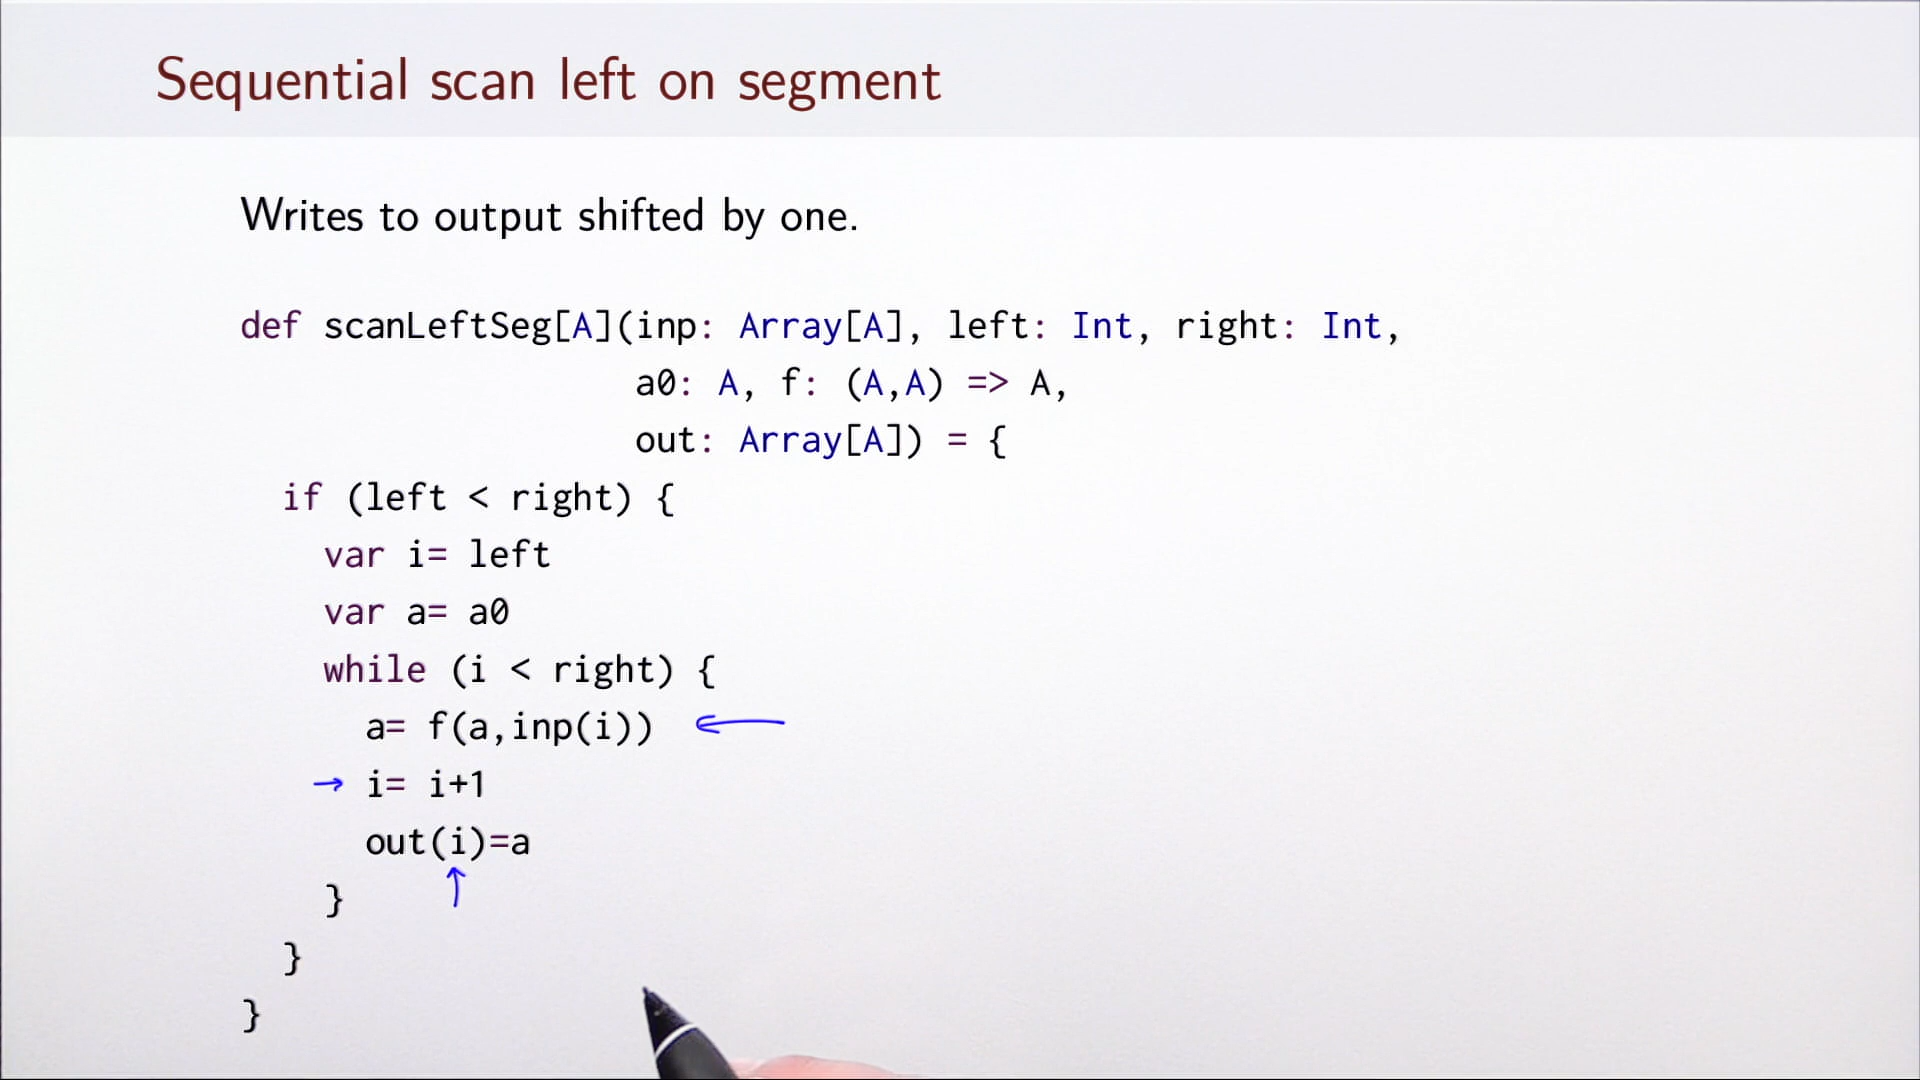 Sequential scan left on segment
Writes to output shifted by one.
def scanLeftSeg[A](inp: Array[A], left: Int, right: Int,
a0: A, f: (A,A) => A,
out: Array[A]) = {
if (left < right) {
var i= left
var a= a0
while (i < right) {
a= f(a,inp(i))
i= i+1
out(i)=a
}
}
}